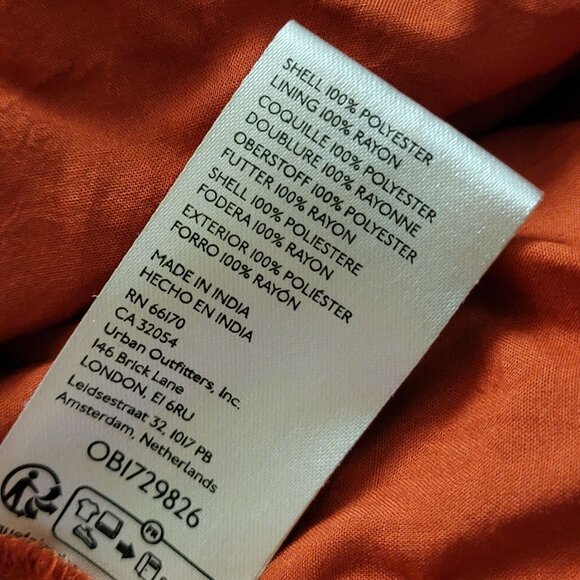 SHELL 100% POLYESTER
LINING 100% RAYON
COQUILLE 100% POLYESTER
DOUBLURE 100% RAYONNE
OBERSTOFF 100% POLYESTER
FUTTER 100% RAYON
SHELL 100% POLIESTERE
FODERA 100% RAYON
EXTERIOR 100% POLIÉSTER
FORRO 100% RAYÓN
MADE IN INDIA
HECHO EN INDIA
RN 66170
CA 32054
Urban Outfitters, Inc.
146 Brick Lane
LONDON, E1 6RU
Leidsestraat 32, 1017 PB
Amsterdam, Netherlands
OB1729826
FR